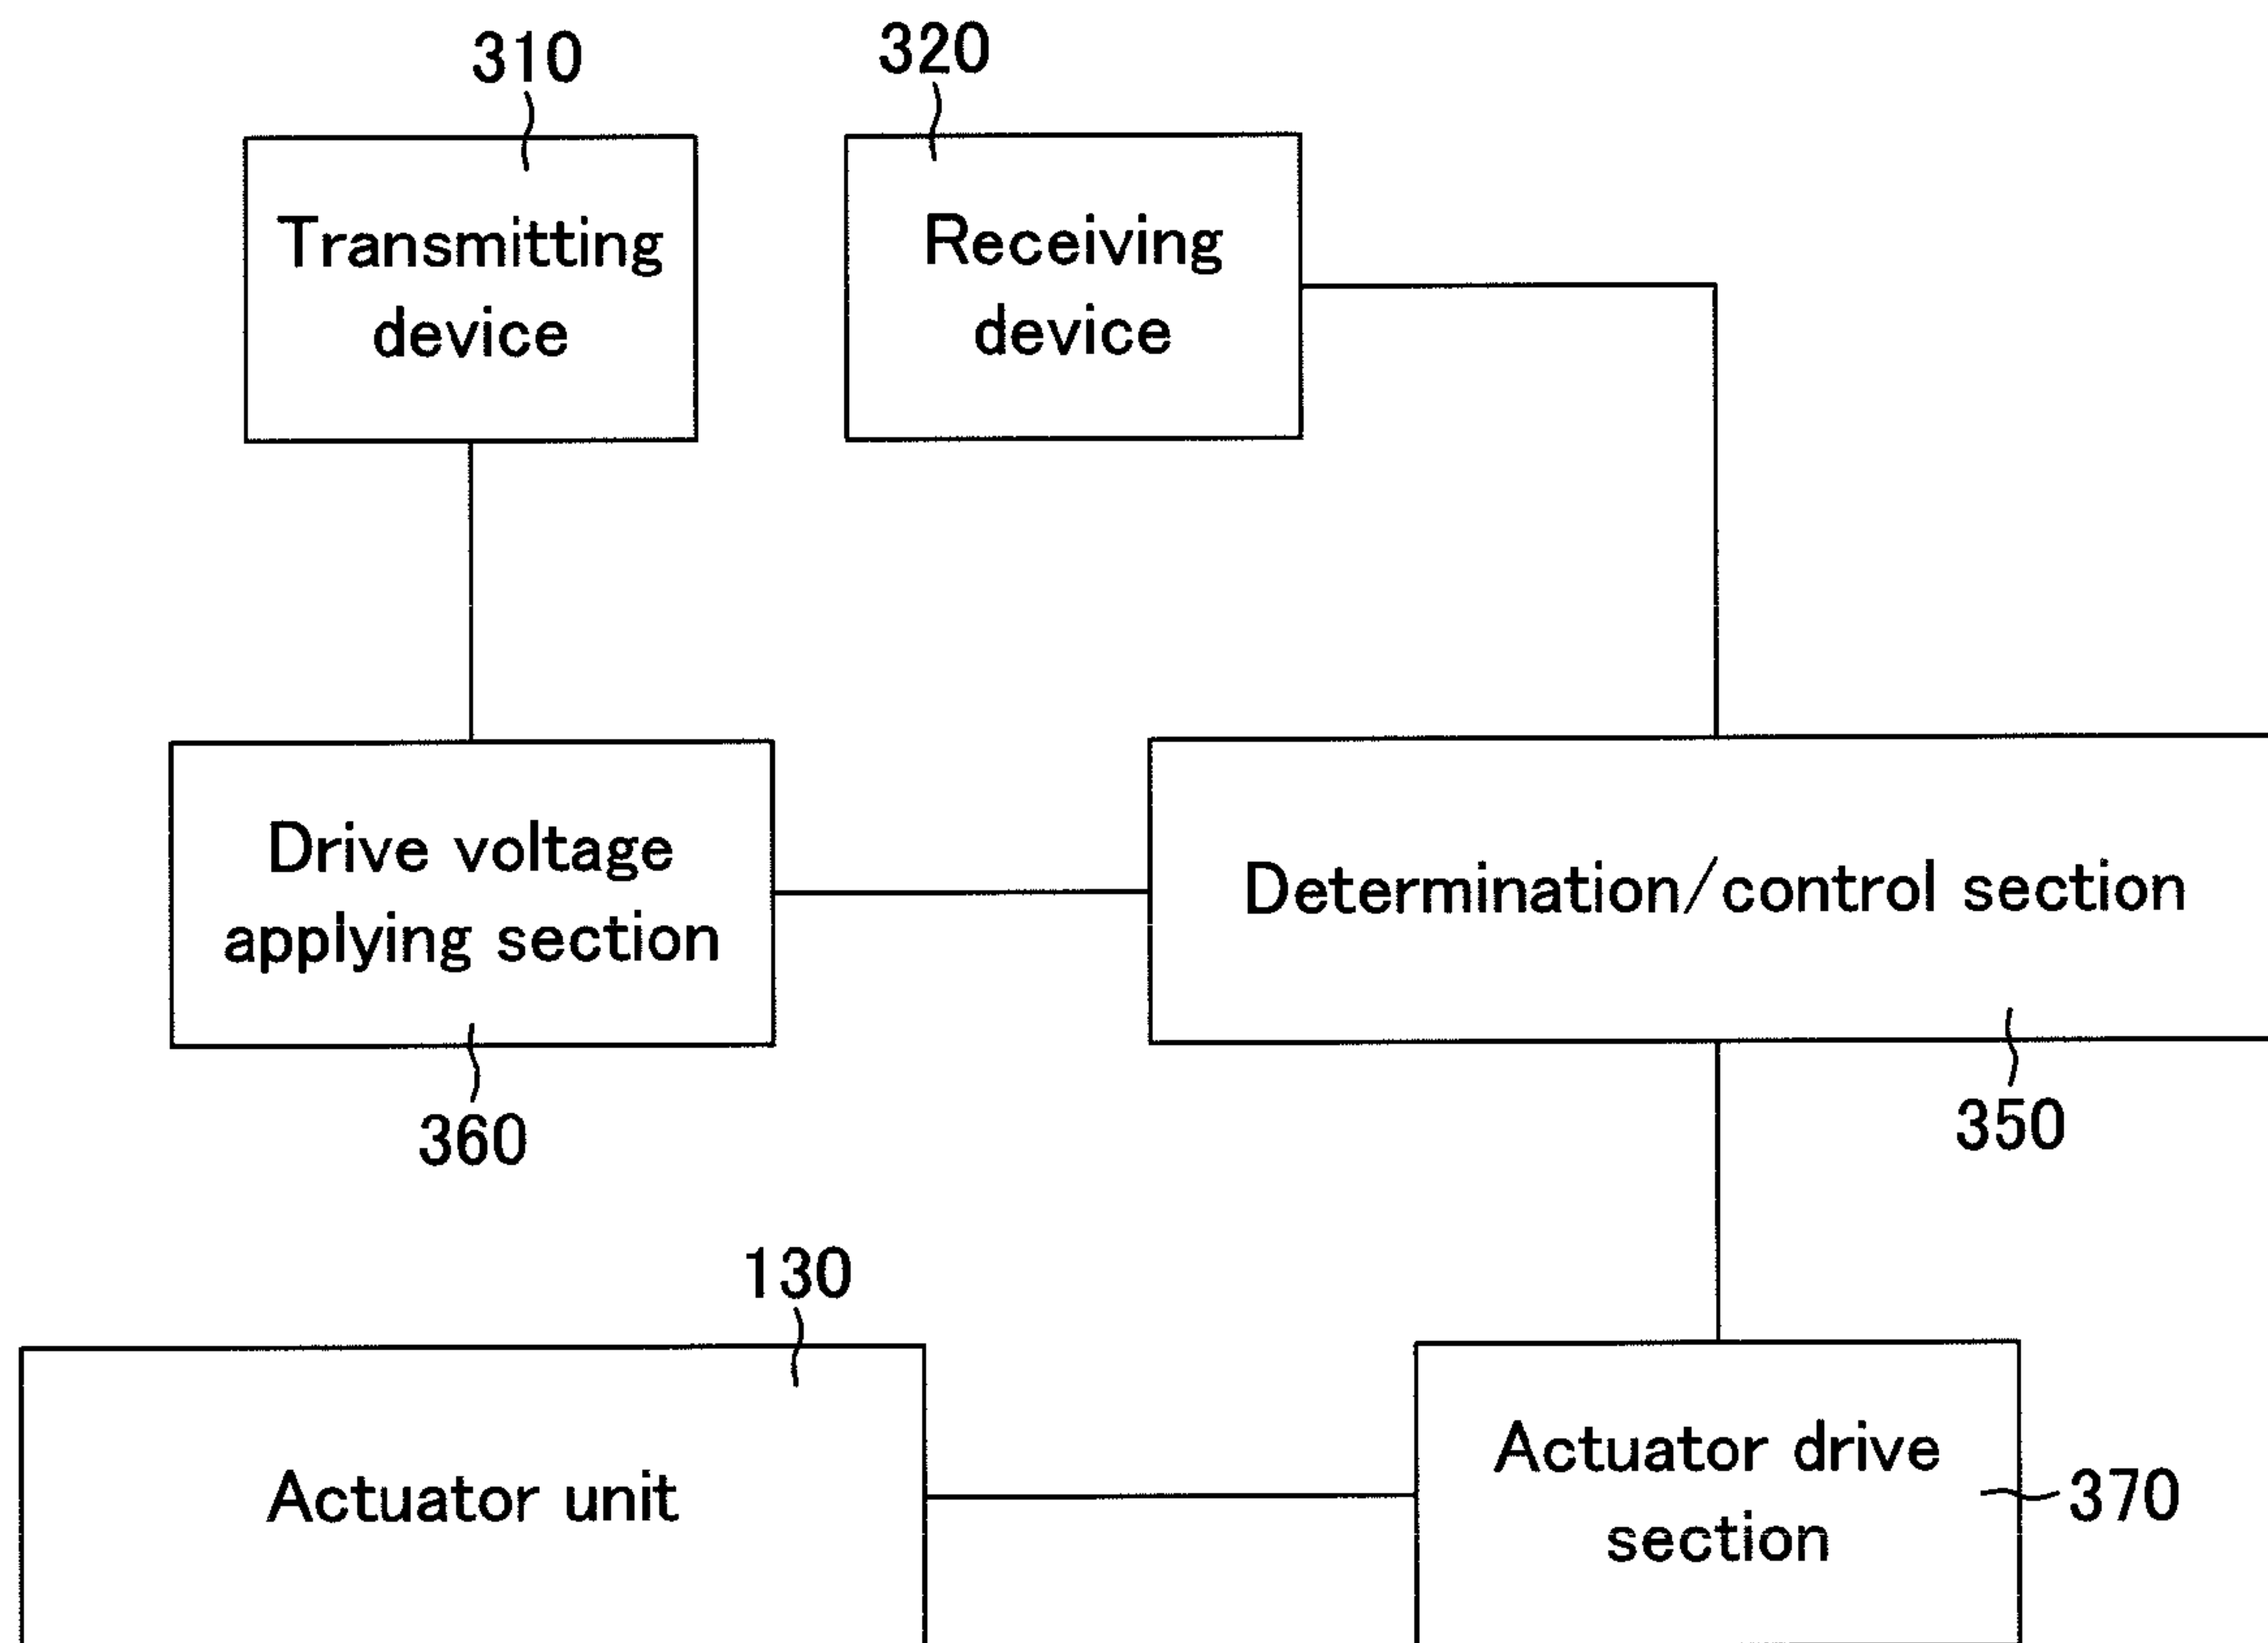 310
320
Transmitting
device
Receiving
device
Drive voltage
applying section
Determination/control section
360
350
130
Actuator unit
Actuator drive
section
370